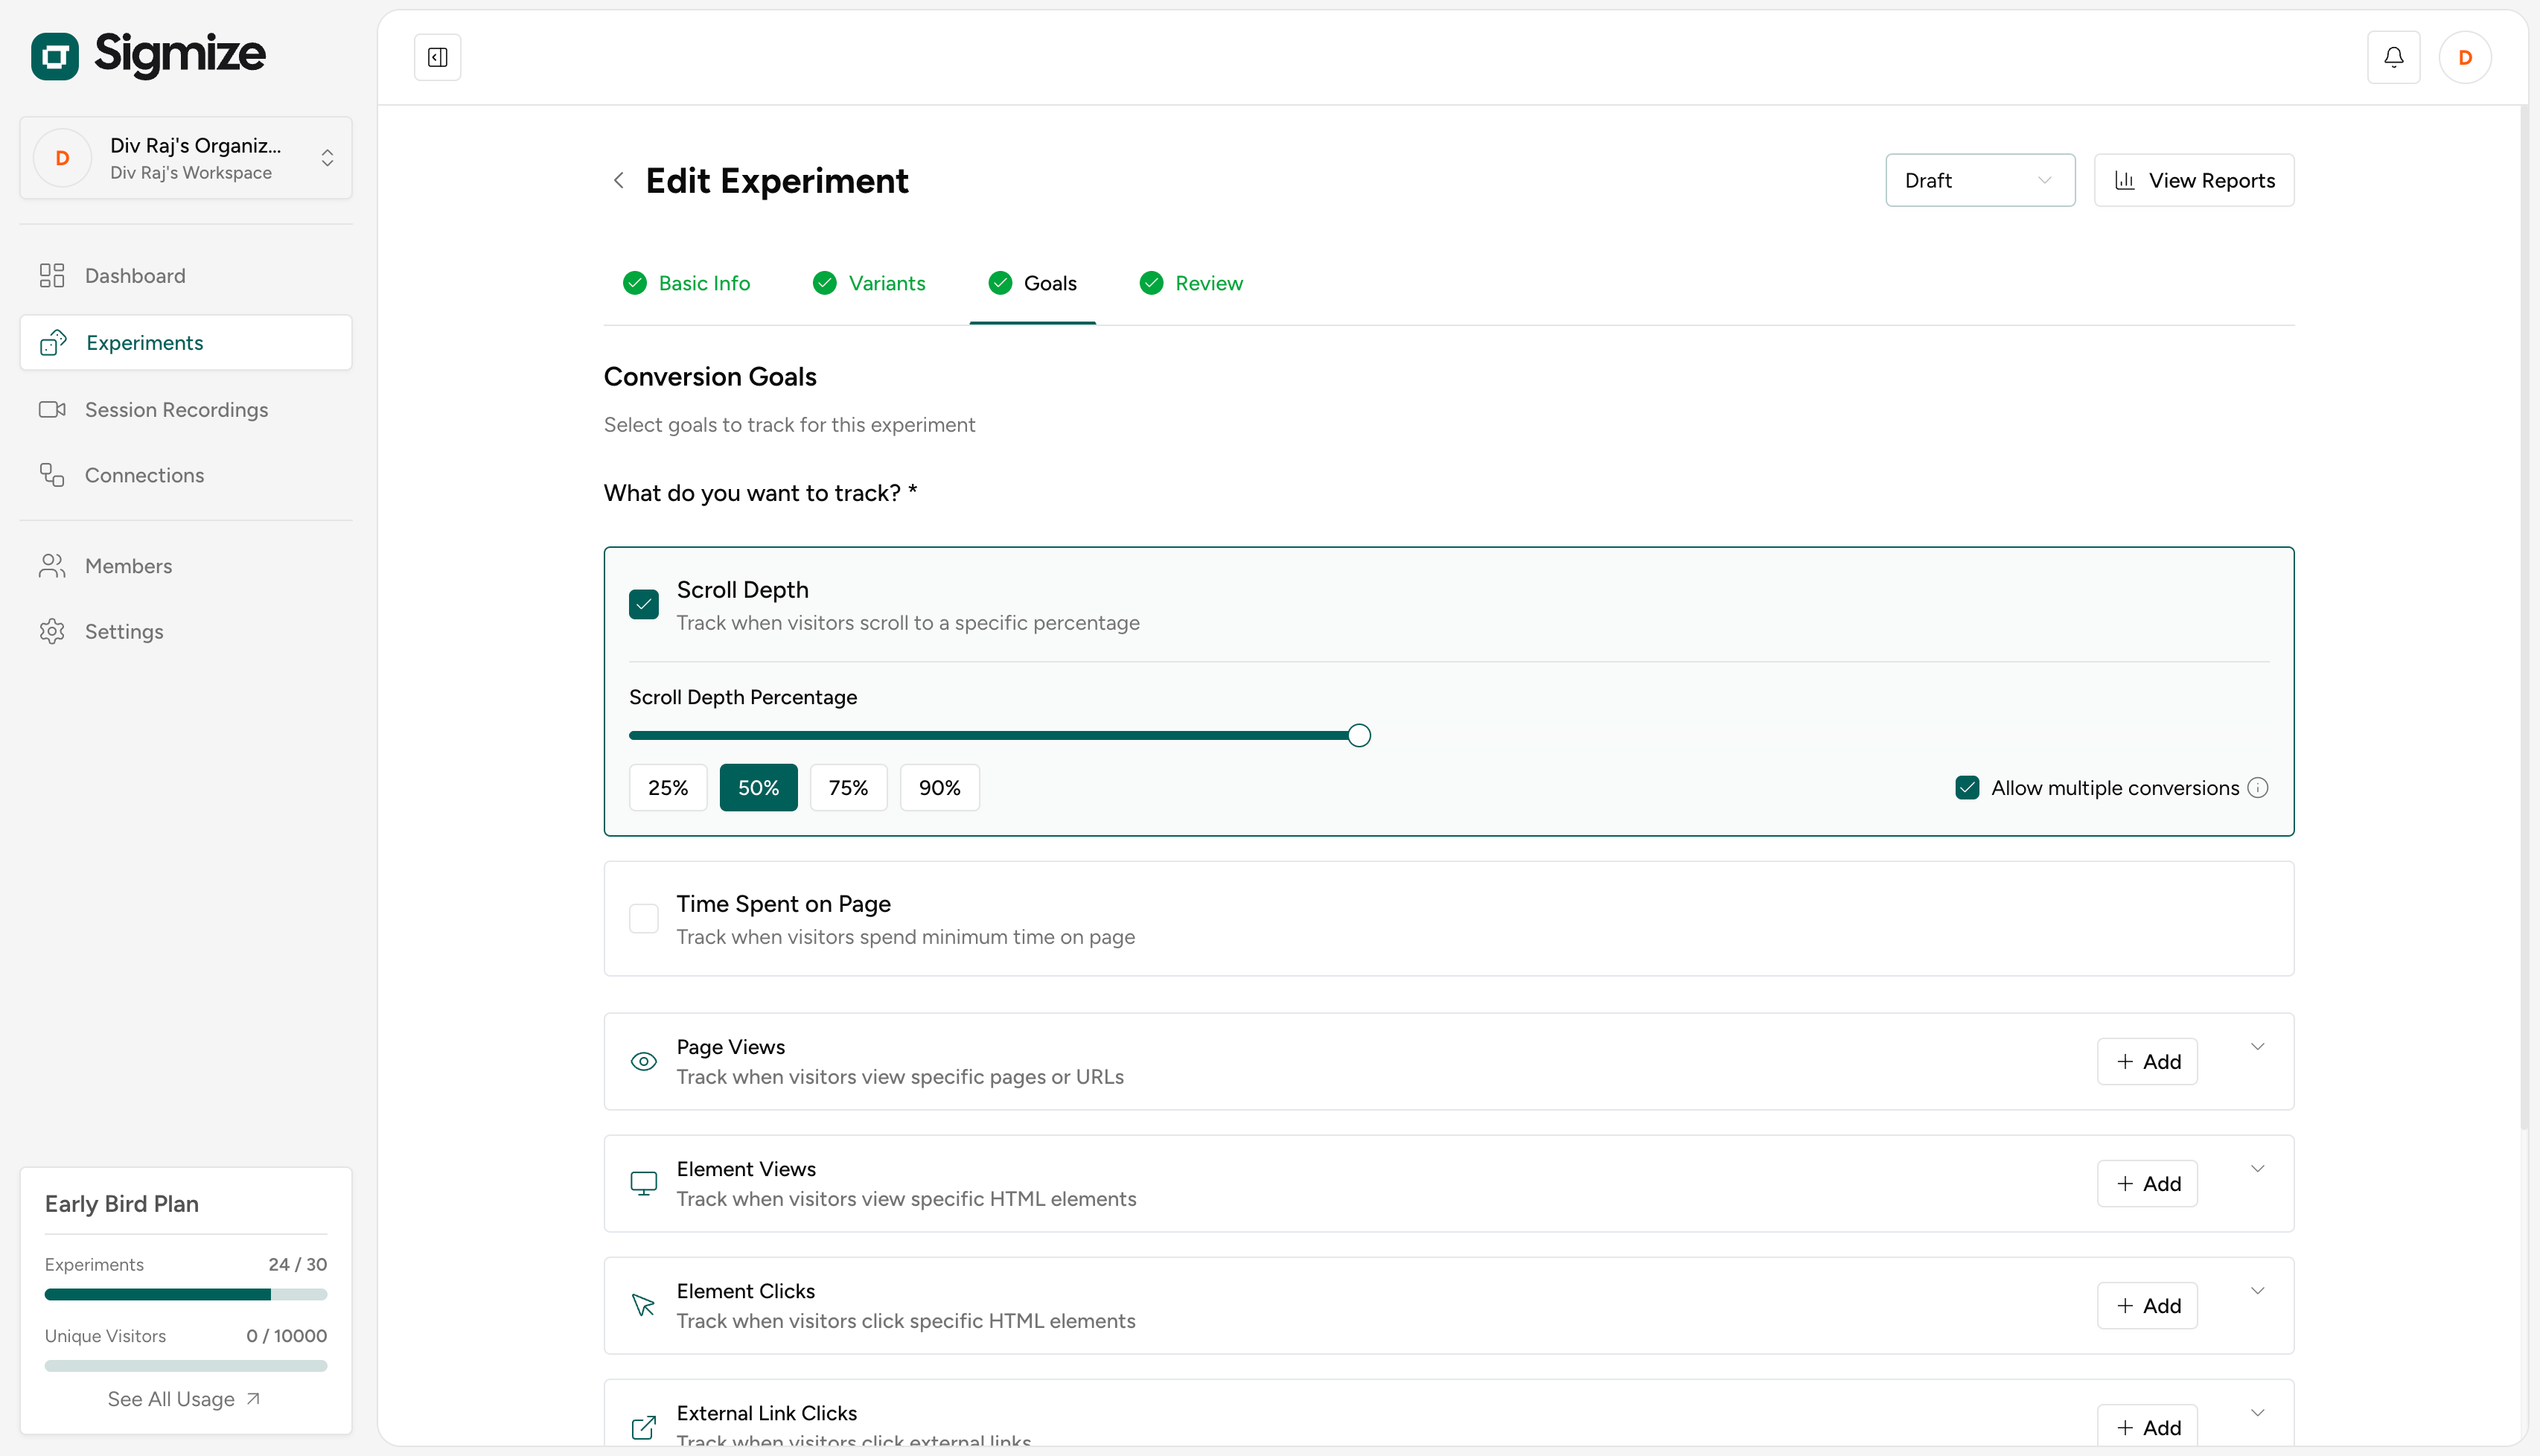 Sigmize
D
Div Raj's Organiz...
Div Raj's Workspace
Dashboard
Experiments
Session Recordings
Connections
Members
Settings
Early Bird Plan
Experiments 24 / 30
Unique Visitors 0 / 10000
See All Usage
D
Edit Experiment
Draft
View Reports
Basic Info
Variants
Goals
Review
Conversion Goals
Select goals to track for this experiment
What do you want to track? *
Scroll Depth
Track when visitors scroll to a specific percentage
Scroll Depth Percentage
25% 50% 75% 90%
Allow multiple conversions
Time Spent on Page
Track when visitors spend minimum time on page
Page Views
Track when visitors view specific pages or URLs
Add
Element Views
Track when visitors view specific HTML elements
Add
Element Clicks
Track when visitors click specific HTML elements
Add
External Link Clicks
Track when visitors click external links
Add